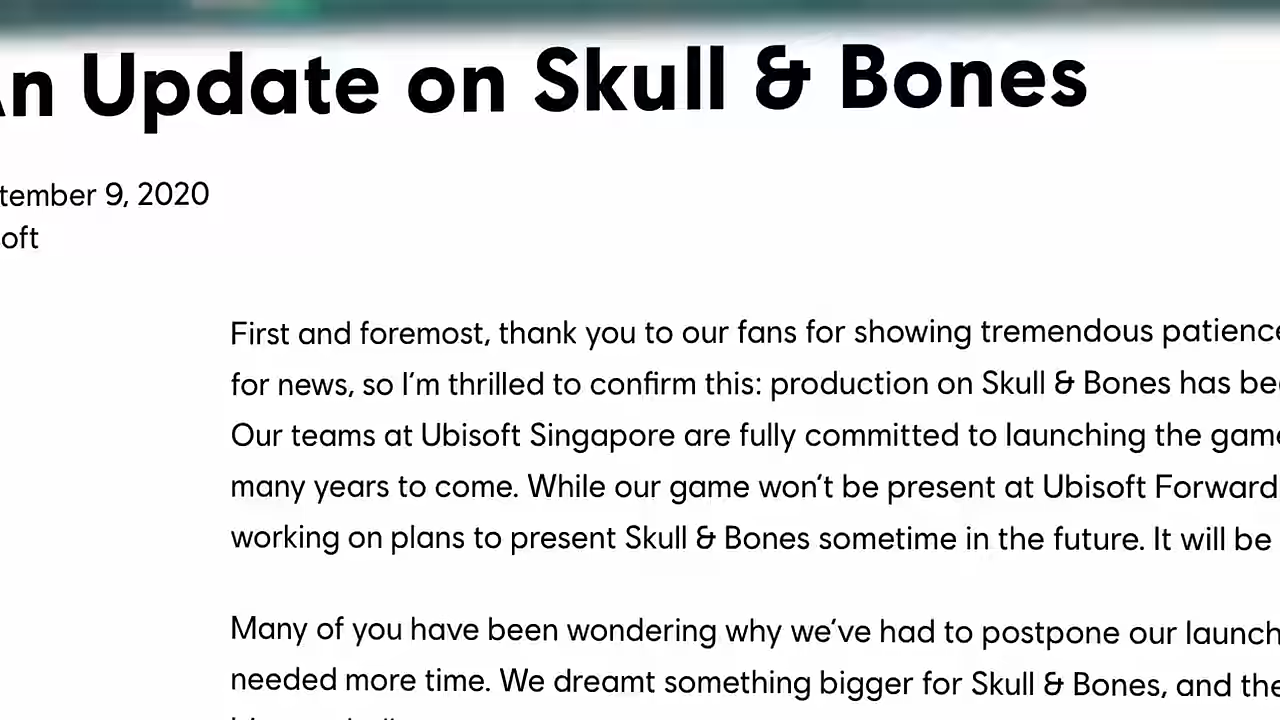 An Update on Skull & Bones
tember 9, 2020
oft
First and foremost, thank you to our fans for showing tremendous patience
for news, so I'm thrilled to confirm this: production on Skull & Bones has bee
Our teams at Ubisoft Singapore are fully committed to launching the game
many years to come. While our game won't be present at Ubisoft Forward
working on plans to present Skull & Bones sometime in the future. It will be
Many of you have been wondering why we've had to postpone our launch
needed more time. We dreamt something bigger for Skull & Bones, and the